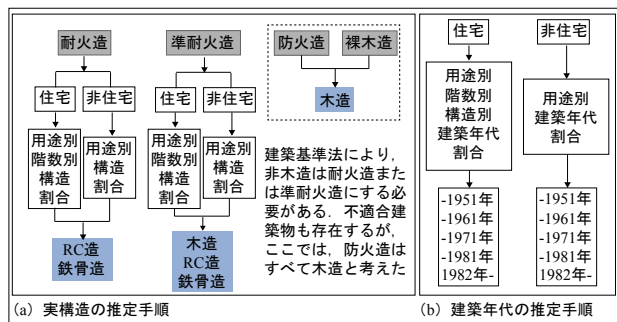 耐火造
準耐火造
防火造
裸木造
木造
住宅
非住宅
用途別
階数別
構造
割合
用途別
構造
割合
RC造
鉄骨造
住宅
非住宅
用途別
階数別
構造
割合
用途別
構造
割合
木造
RC造
鉄骨造
建築基準法により,
非木造は耐火造また
は準耐火造にする必
要がある. 不適合建
築物も存在するが,
ここでは, 防火造は
すべて木造と考えた
(a) 実構造の推定手順
住宅
用途別
階数別
構造別
建築年代
割合
-1951年
-1961年
-1971年
-1981年
1982年-
非住宅
用途別
建築年代
割合
-1951年
-1961年
-1971年
-1981年
1982年-
(b) 建築年代の推定手順